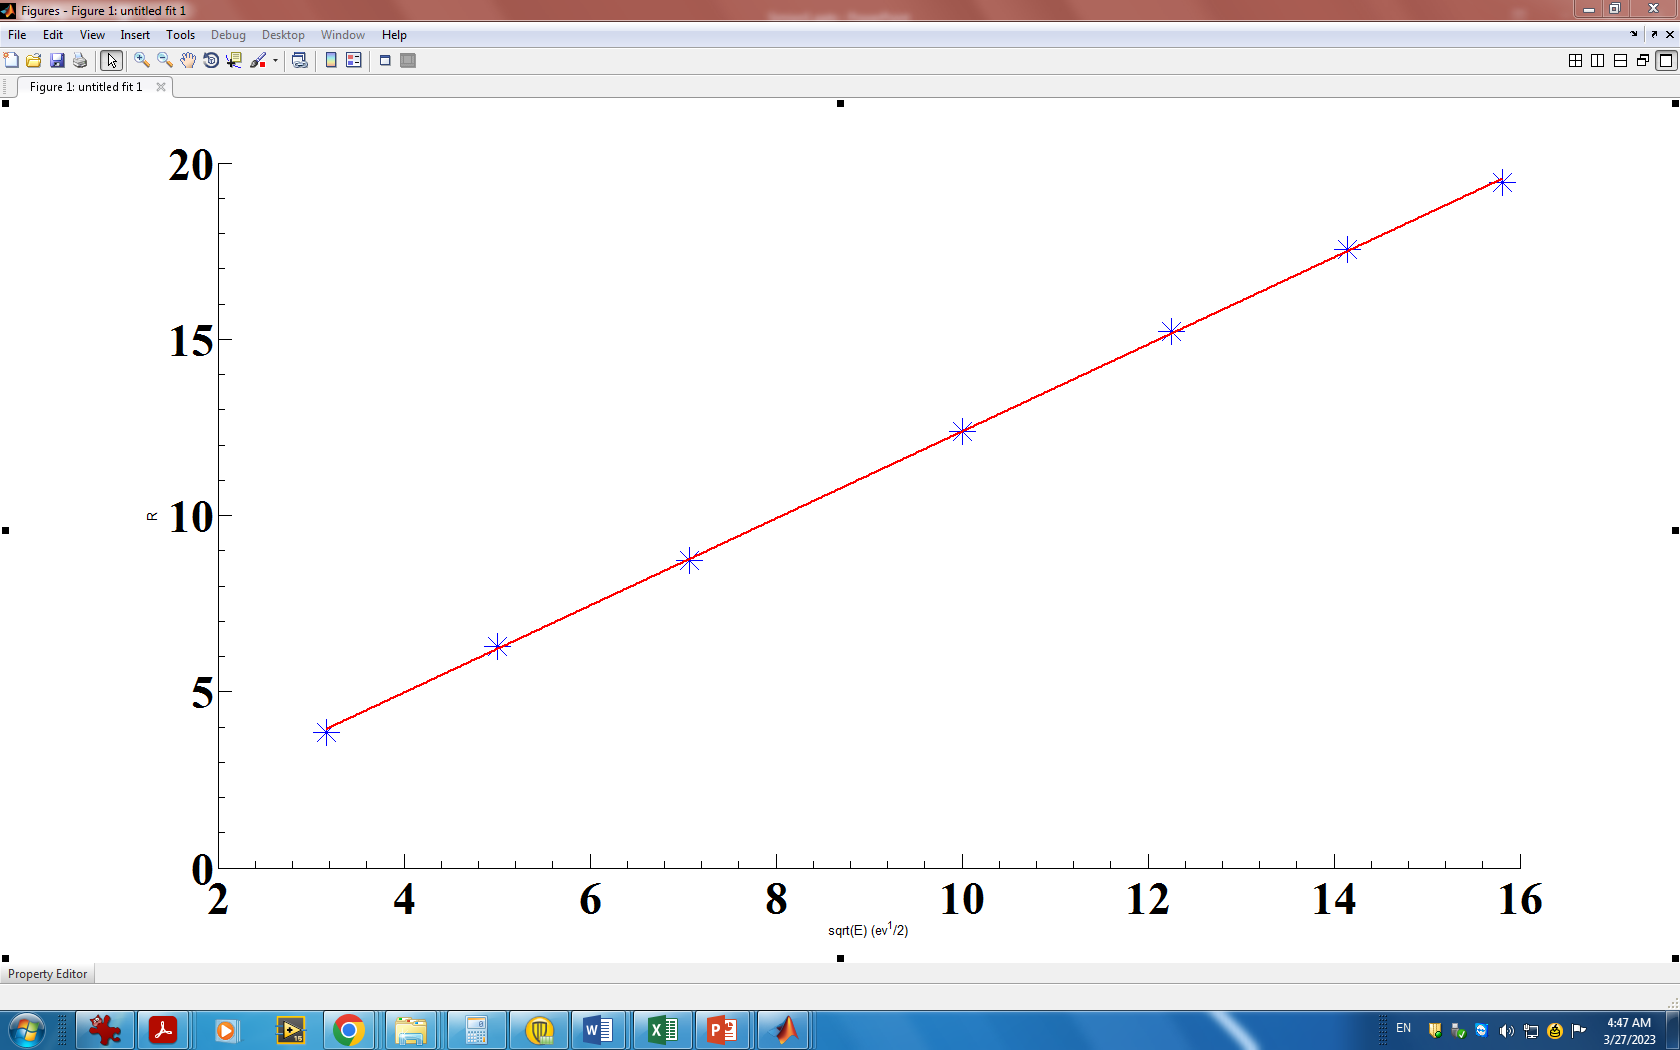 Figures - Figure 1: untitled fit 1
File Edit View Insert Tools Debug Desktop Window Help
Figure 1: untitled fit 1
20
15
10
5
0
R
2 4 6 8 10 12 14 16
sqrt(E) (ev^1/2)
Property Editor
EN
4:47 AM
3/27/2023